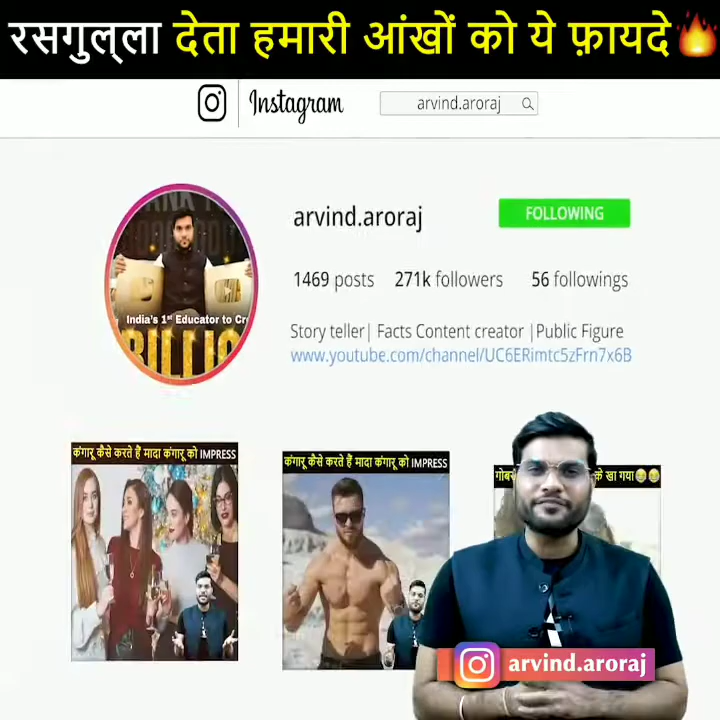 रसगुल्ला देता हमारी आंखों को ये फ़ायदे
Instagram
arvind.aroraj
arvind.aroraj
FOLLOWING
1469 posts 271k followers 56 followings
India's 1st Educator to Cr
BILLIO
Story teller| Facts Content creator |Public Figure
www.youtube.com/channel/UC6ERimtc5zFrn7x6B
कंगारू कैसे करते हैं मादा कंगारू को IMPRESS
कंगारू कैसे करते हैं मादा कंगारू को IMPRESS
के खा गया
arvind.aroraj